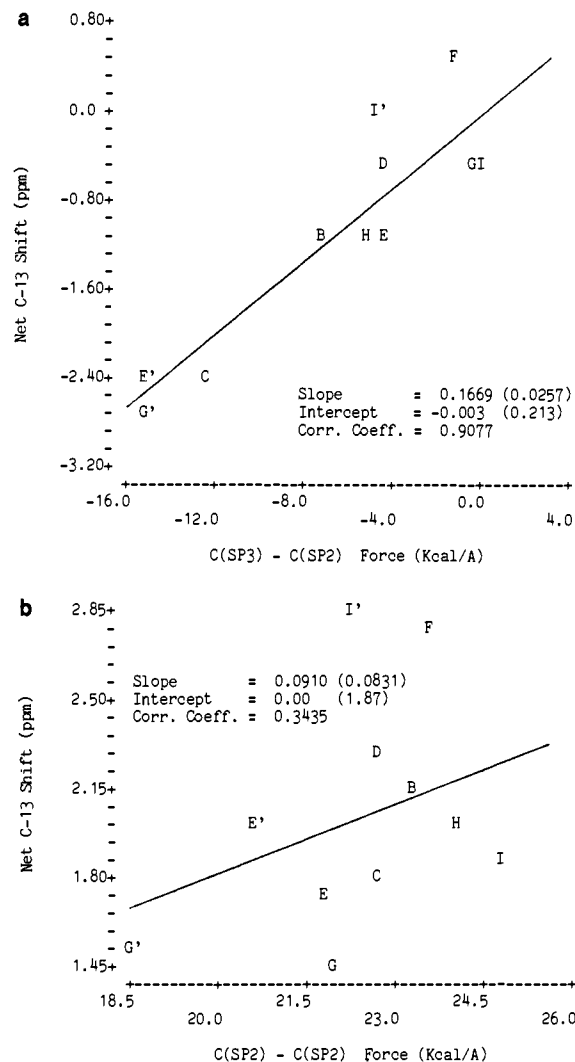 a
0.80+
F
I'
0.0 +
D GI
-0.80+
B H E
-1.60+
-2.40+ E' C
G'
-3.20+
Net C-13 Shift (ppm)
Slope = 0.1669 (0.0257)
Intercept = -0.003 (0.213)
Corr. Coeff. = 0.9077
-16.0 -8.0 0.0
-12.0 -4.0 4.0
C(SP3) - C(SP2) Force (Kcal/A)
b
2.85+ I'
F
Slope = 0.0910 (0.0831)
2.50+ Intercept = 0.00 (1.87)
Corr. Coeff. = 0.3435
D
2.15+ B
E' H
I
1.80+ C
E
G'
1.45+ G
Net C-13 Shift (ppm)
18.5 21.5 24.5
20.0 23.0 26.0
C(SP2) - C(SP2) Force (Kcal/A)